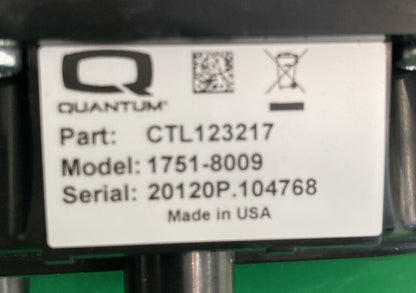 QUANTUM®
Part: CTL123217
Model: 1751-8009
Serial: 20120P.104768
Made in USA